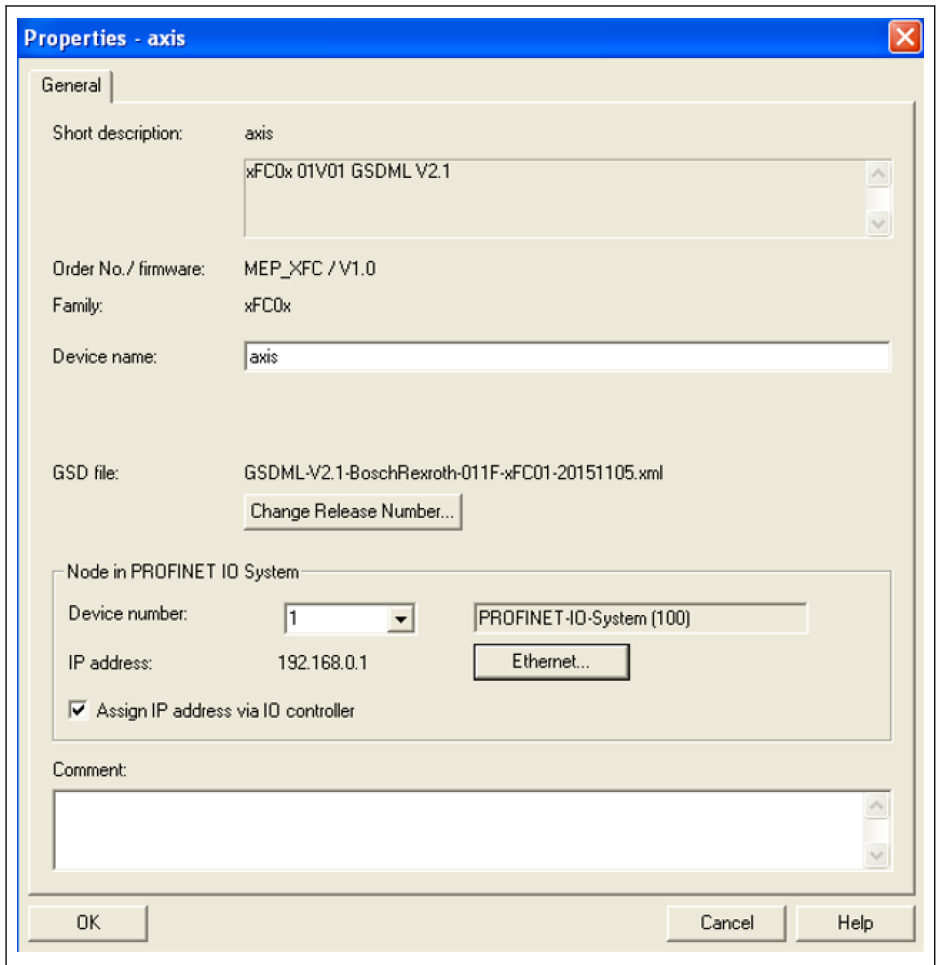 Properties - axis
General
Short description: axis
xFC0x 01V01 GSDML V2.1
Order No./ firmware: MEP_XFC / V1.0
Family: xFC0x
Device name: axis
GSD file: GSDML-V2.1-BoschRexroth-011F-xFC01-20151105.xml
Change Release Number...
Node in PROFINET IO System
Device number: 1 PROFINET-IO-System (100)
IP address: 192.168.0.1 Ethernet...
Assign IP address via IO controller
Comment:
OK Cancel Help